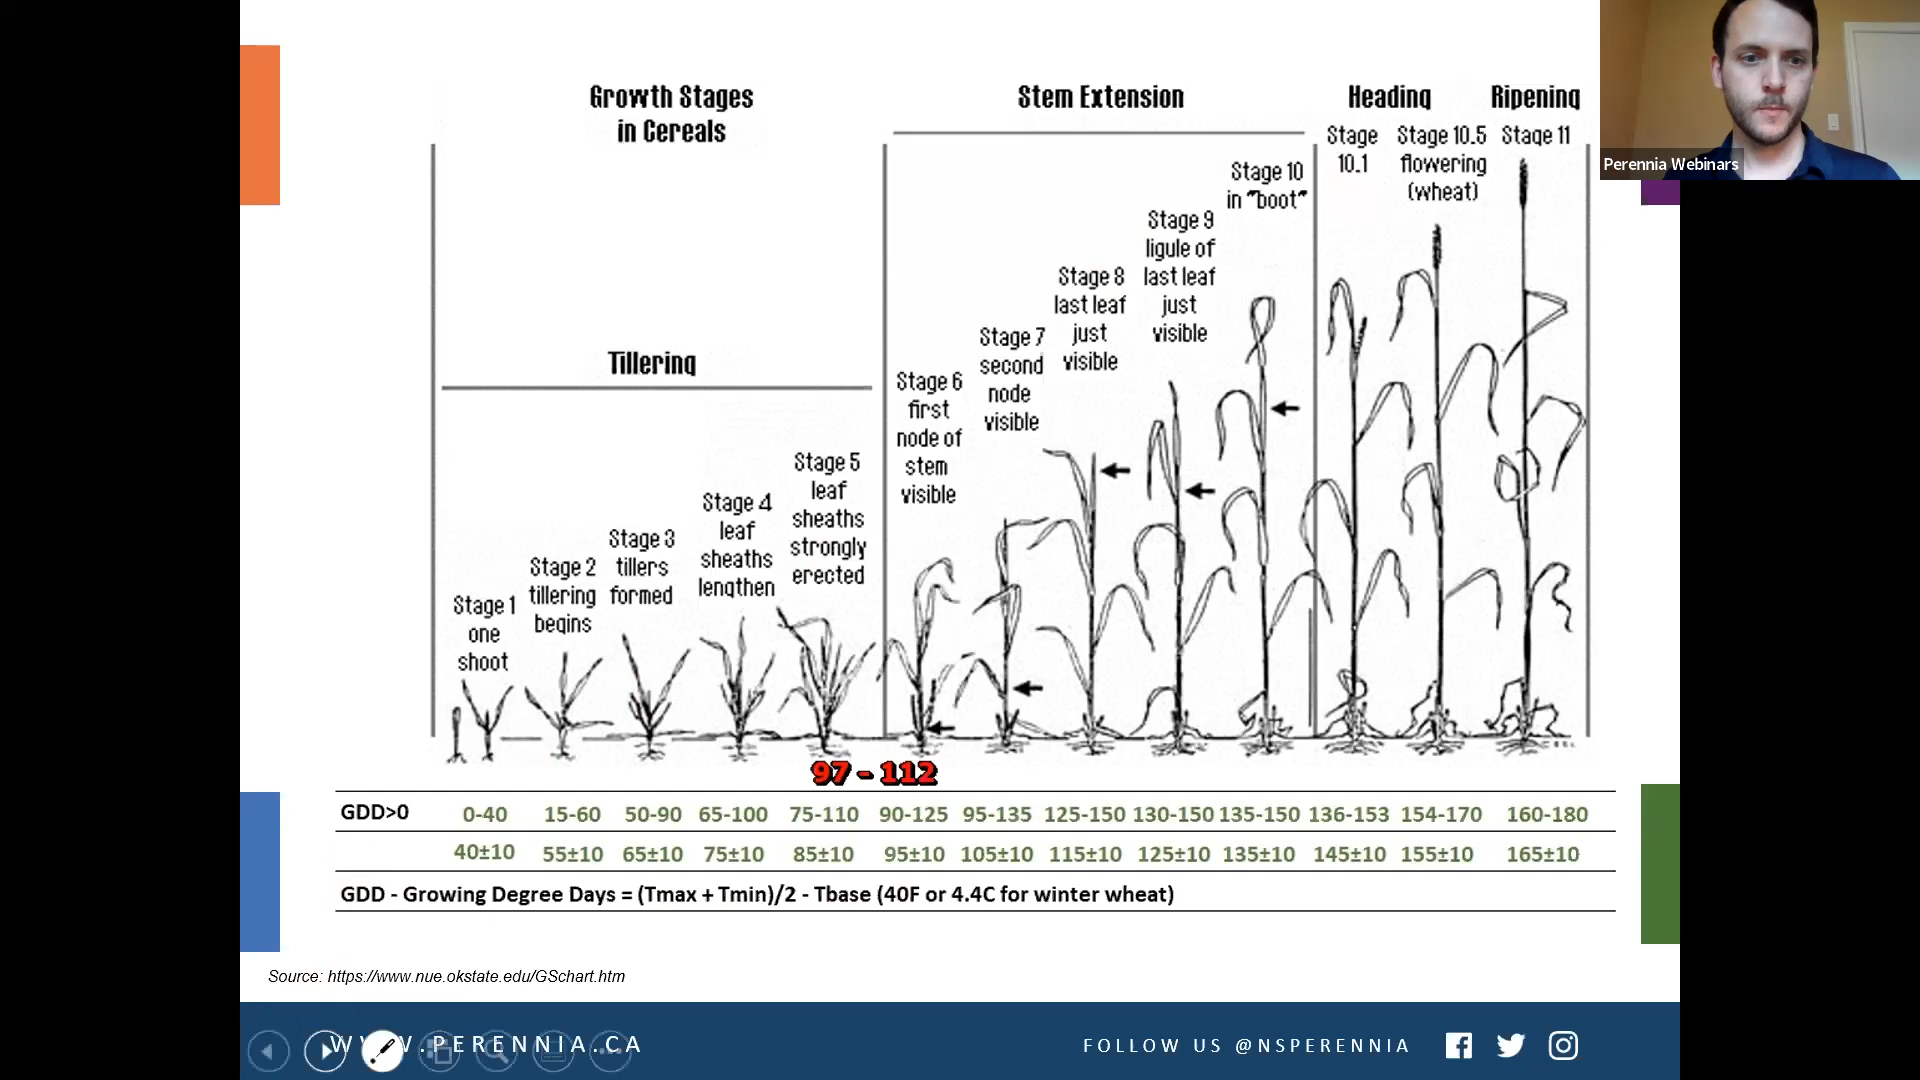 Growth Stages
in Cereals
Stem Extension
Heading
Ripening
Tillering
Stage 1
one
shoot
Stage 2
tillering
begins
Stage 3
tillers
formed
Stage 4
leaf
sheaths
lengthen
Stage 5
leaf
sheaths
strongly
erected
Stage 6
first
node of
stem
visible
Stage 7
second
node
visible
Stage 8
last leaf
just
visible
Stage 9
ligule of
last leaf
just
visible
Stage 10
in "boot"
Stage
10.1
Stage 10.5
flowering
(wheat)
Stage 11
Perennia Webinars
97 - 112
GDD>0 0-40 15-60 50-90 65-100 75-110 90-125 95-135 125-150 130-150 135-150 136-153 154-170 160-180
40±10 55±10 65±10 75±10 85±10 95±10 105±10 115±10 125±10 135±10 145±10 155±10 165±10
GDD - Growing Degree Days = (Tmax + Tmin)/2 - Tbase (40F or 4.4C for winter wheat)
Source: https://www.nue.okstate.edu/GSchart.htm
WWW.PERENNIA.CA
FOLLOW US @NSPERENNIA